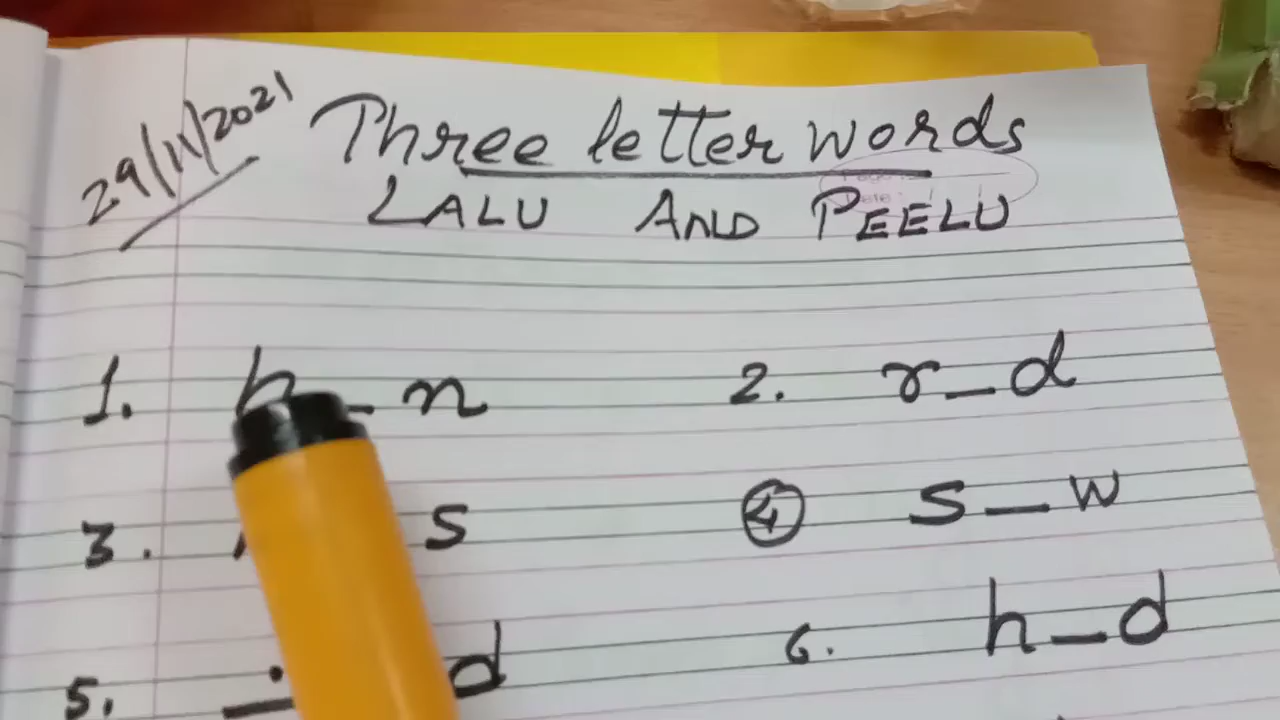 29/11/2021
Three letter words
LALU AND PEELU
1. h_n 2. r_d
3. s 4 s_w
5. d 6. h_d